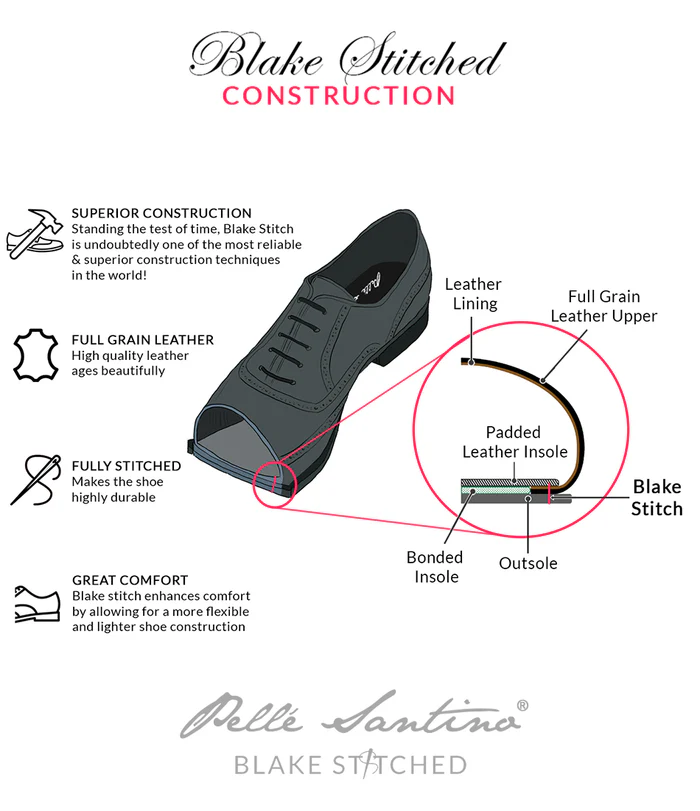 Blake Stitched
CONSTRUCTION
SUPERIOR CONSTRUCTION
Standing the test of time, Blake Stitch
is undoubtedly one of the most reliable
& superior construction techniques
in the world!
FULL GRAIN LEATHER
High quality leather
ages beautifully
FULLY STITCHED
Makes the shoe
highly durable
GREAT COMFORT
Blake stitch enhances comfort
by allowing for a more flexible
and lighter shoe construction
Leather
Lining
Full Grain
Leather Upper
Padded
Leather Insole
Blake
Stitch
Bonded
Insole
Outsole
Pellé Santino®
BLAKE STITCHED